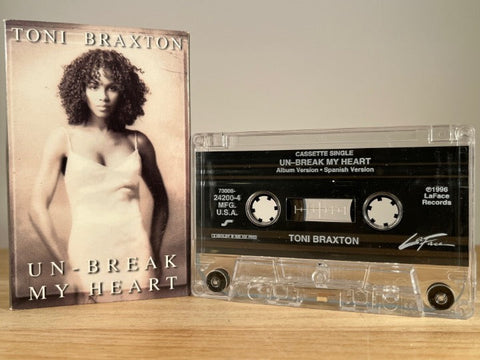 TONI BRAXTON
UN-BREAK
MY HEART
CASSETTE SINGLE
UN-BREAK MY HEART
Album Version • Spanish Version
73008-
24200-4
MFG.
U.S.A.
℗1996
LaFace
Records
TONI BRAXTON
LaFace